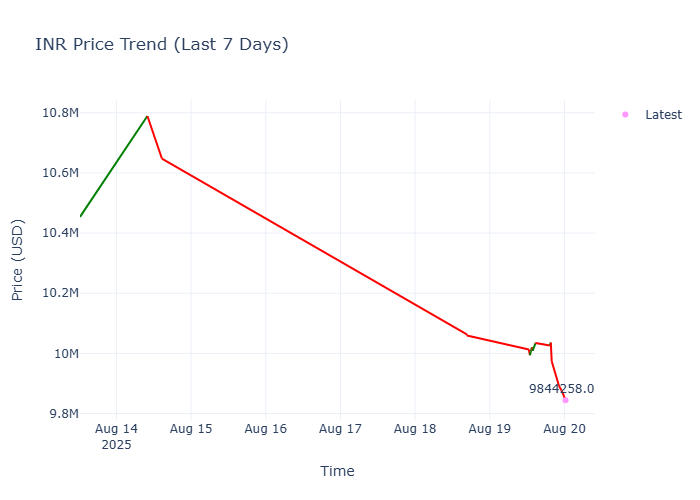 INR Price Trend (Last 7 Days)
Latest
Price (USD)
10.8M
10.6M
10.4M
10.2M
10M
9.8M
9844258.0
Aug 14
2025
Aug 15
Aug 16
Aug 17
Aug 18
Aug 19
Aug 20
Time